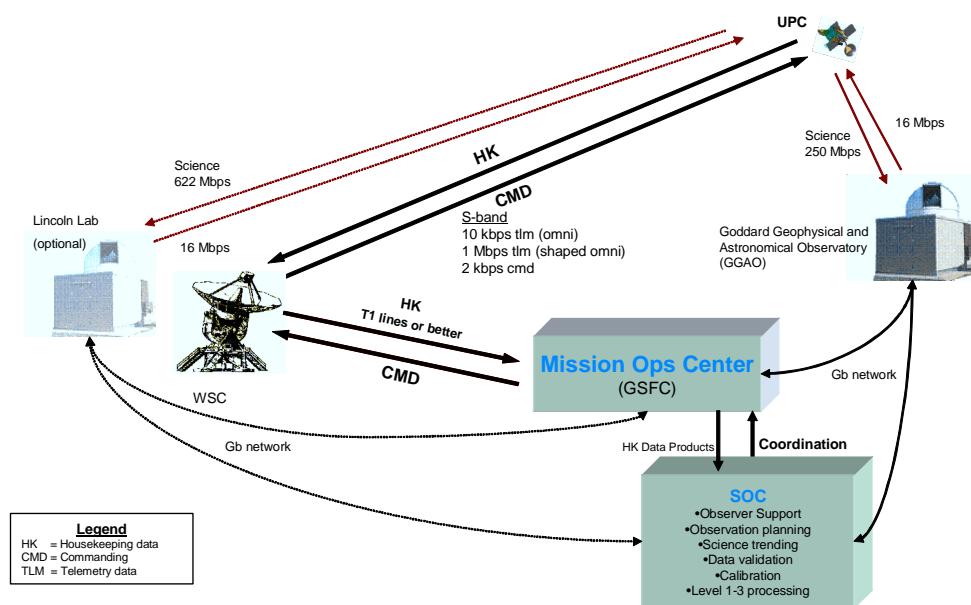 UPC
16 Mbps
Science
250 Mbps
Science
622 Mbps
HK
CMD
S-band
10 kbps tlm (omni)
1 Mbps tlm (shaped omni)
2 kbps cmd
Lincoln Lab
(optional)
16 Mbps
Goddard Geophysical and
Astronomical Observatory
(GGAO)
HK
T1 lines or better
CMD
Mission Ops Center
(GSFC)
Gb network
WSC
Gb network
HK Data Products
Coordination
SOC
•Observer Support
•Observation planning
•Science trending
•Data validation
•Calibration
•Level 1-3 processing
Legend
HK = Housekeeping data
CMD = Commanding
TLM = Telemetry data